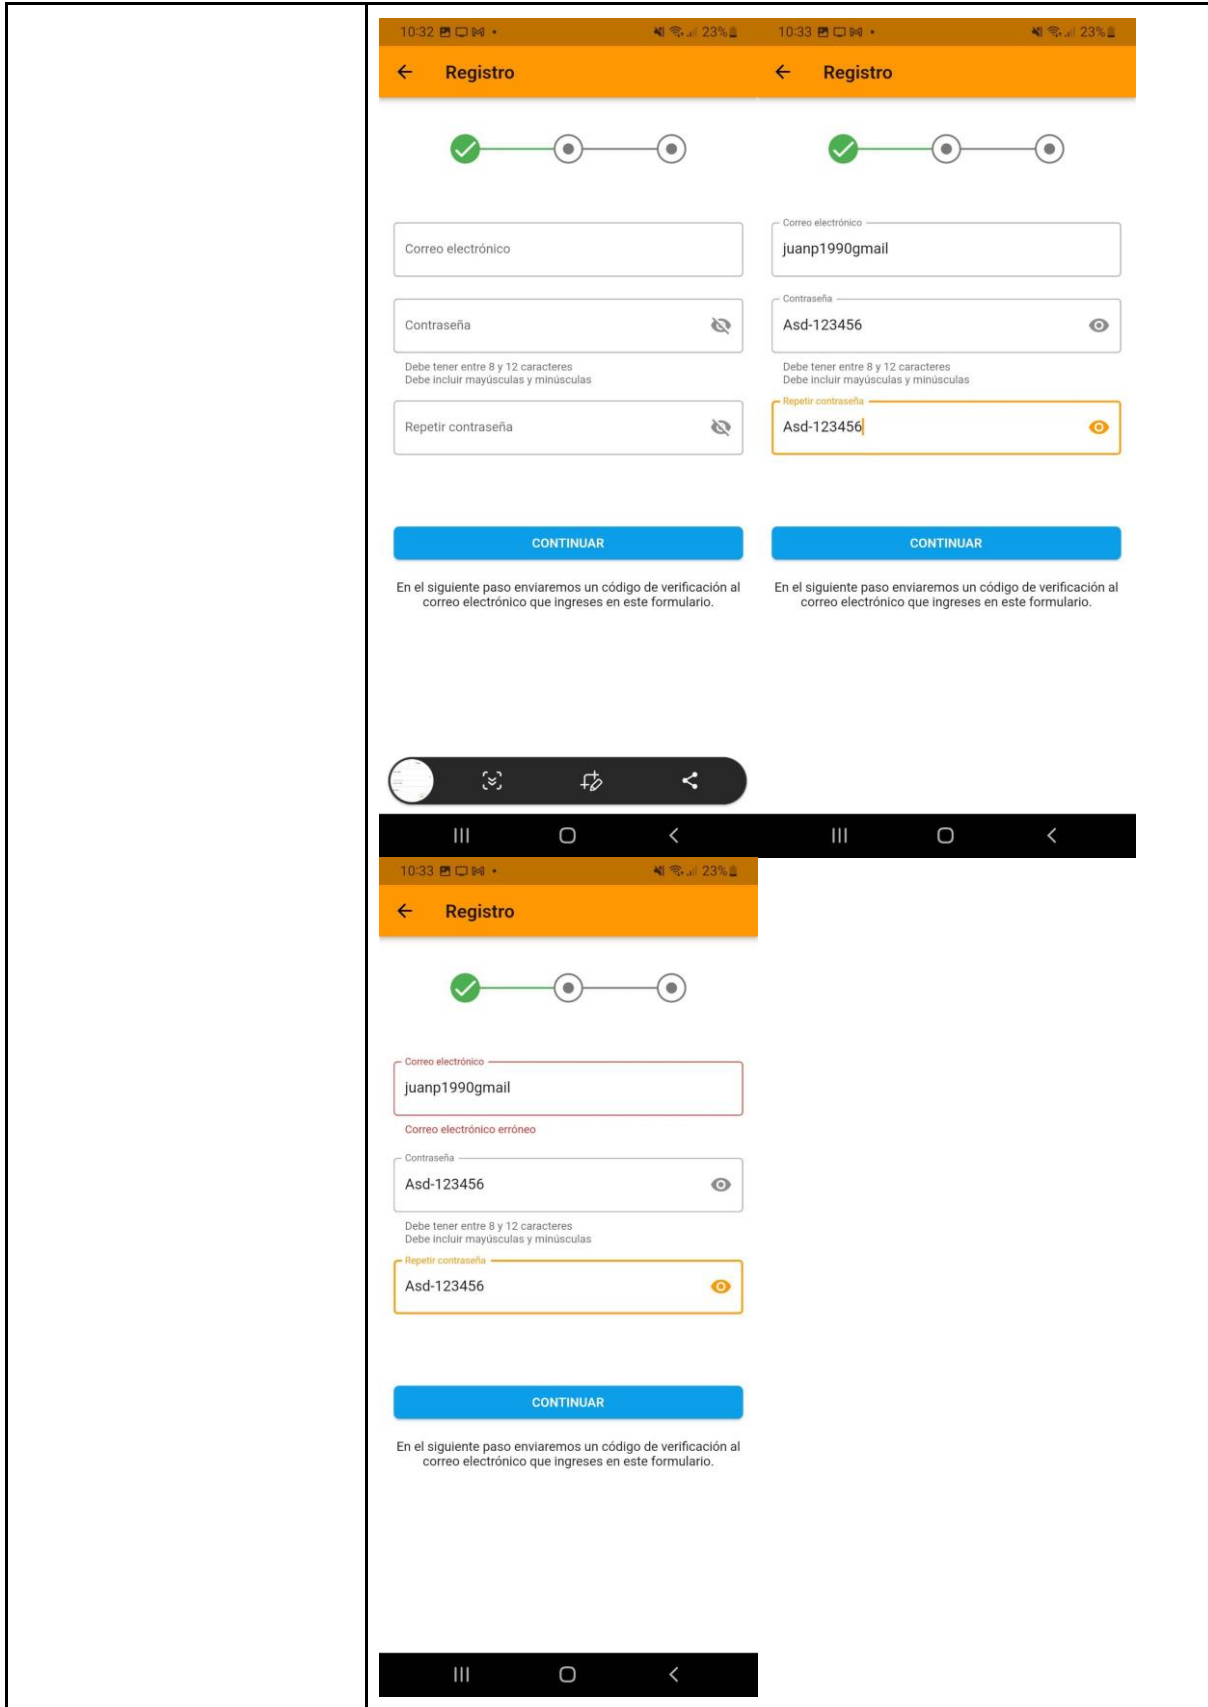 10:32
23%
Registro
Correo electrónico
Contraseña
Debe tener entre 8 y 12 caracteres
Debe incluir mayúsculas y minúsculas
Repetir contraseña
CONTINUAR
En el siguiente paso enviaremos un código de verificación al
correo electrónico que ingreses en este formulario.
10:33
23%
Registro
Correo electrónico
juanp1990gmail
Contraseña
Asd-123456
Debe tener entre 8 y 12 caracteres
Debe incluir mayúsculas y minúsculas
Repetir contraseña
Asd-123456
CONTINUAR
En el siguiente paso enviaremos un código de verificación al
correo electrónico que ingreses en este formulario.
10:33
23%
Registro
Correo electrónico
juanp1990gmail
Correo electrónico erróneo
Contraseña
Asd-123456
Debe tener entre 8 y 12 caracteres
Debe incluir mayúsculas y minúsculas
Repetir contraseña
Asd-123456
CONTINUAR
En el siguiente paso enviaremos un código de verificación al
correo electrónico que ingreses en este formulario.